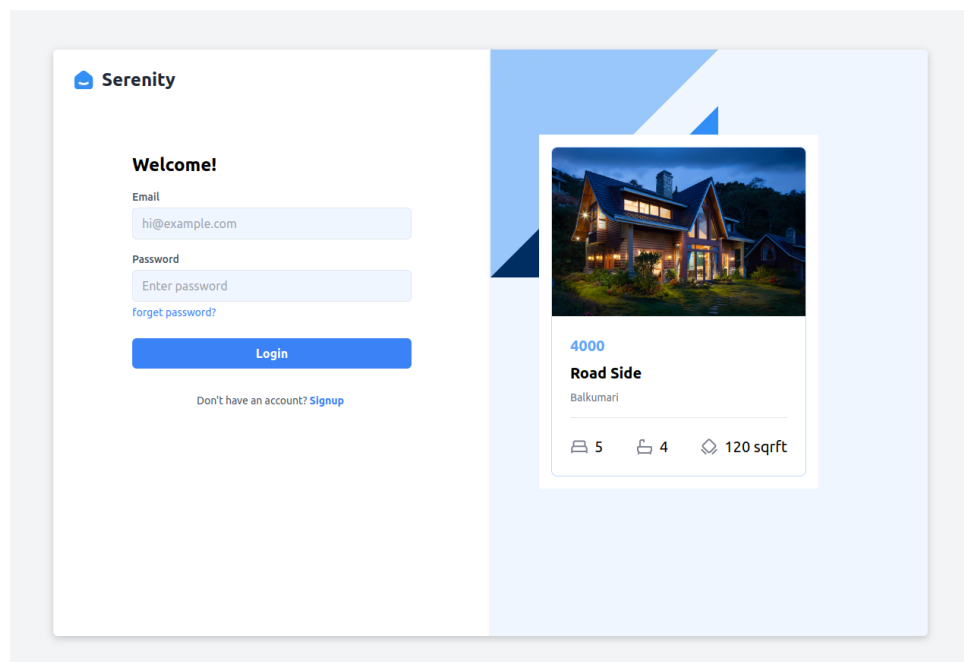 Serenity
Welcome!
Email
hi@example.com
Password
Enter password
forget password?
Login
Don't have an account? Signup
4000
Road Side
Balkumari
5 4 120 sqrft